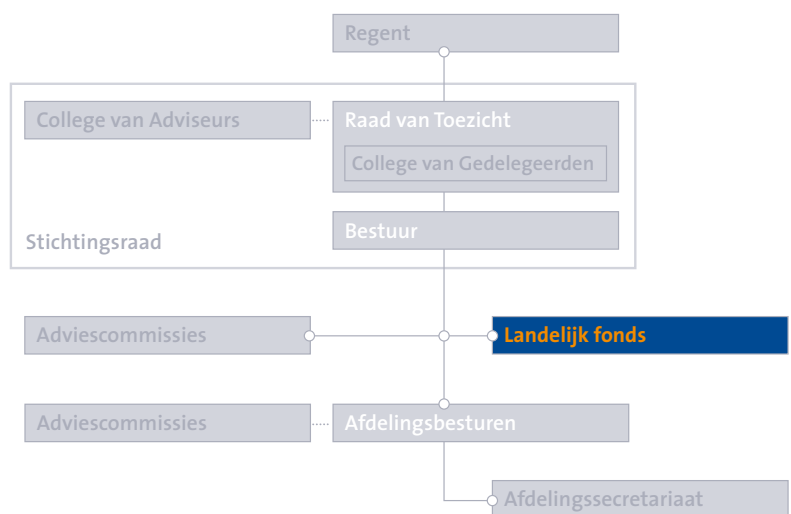 Regent
College van Adviseurs
Raad van Toezicht
College van Gedelegeerden
Bestuur
Stichtingsraad
Adviescommissies
Landelijk fonds
Adviescommissies
Afdelingsbesturen
Afdelingssecretariaat